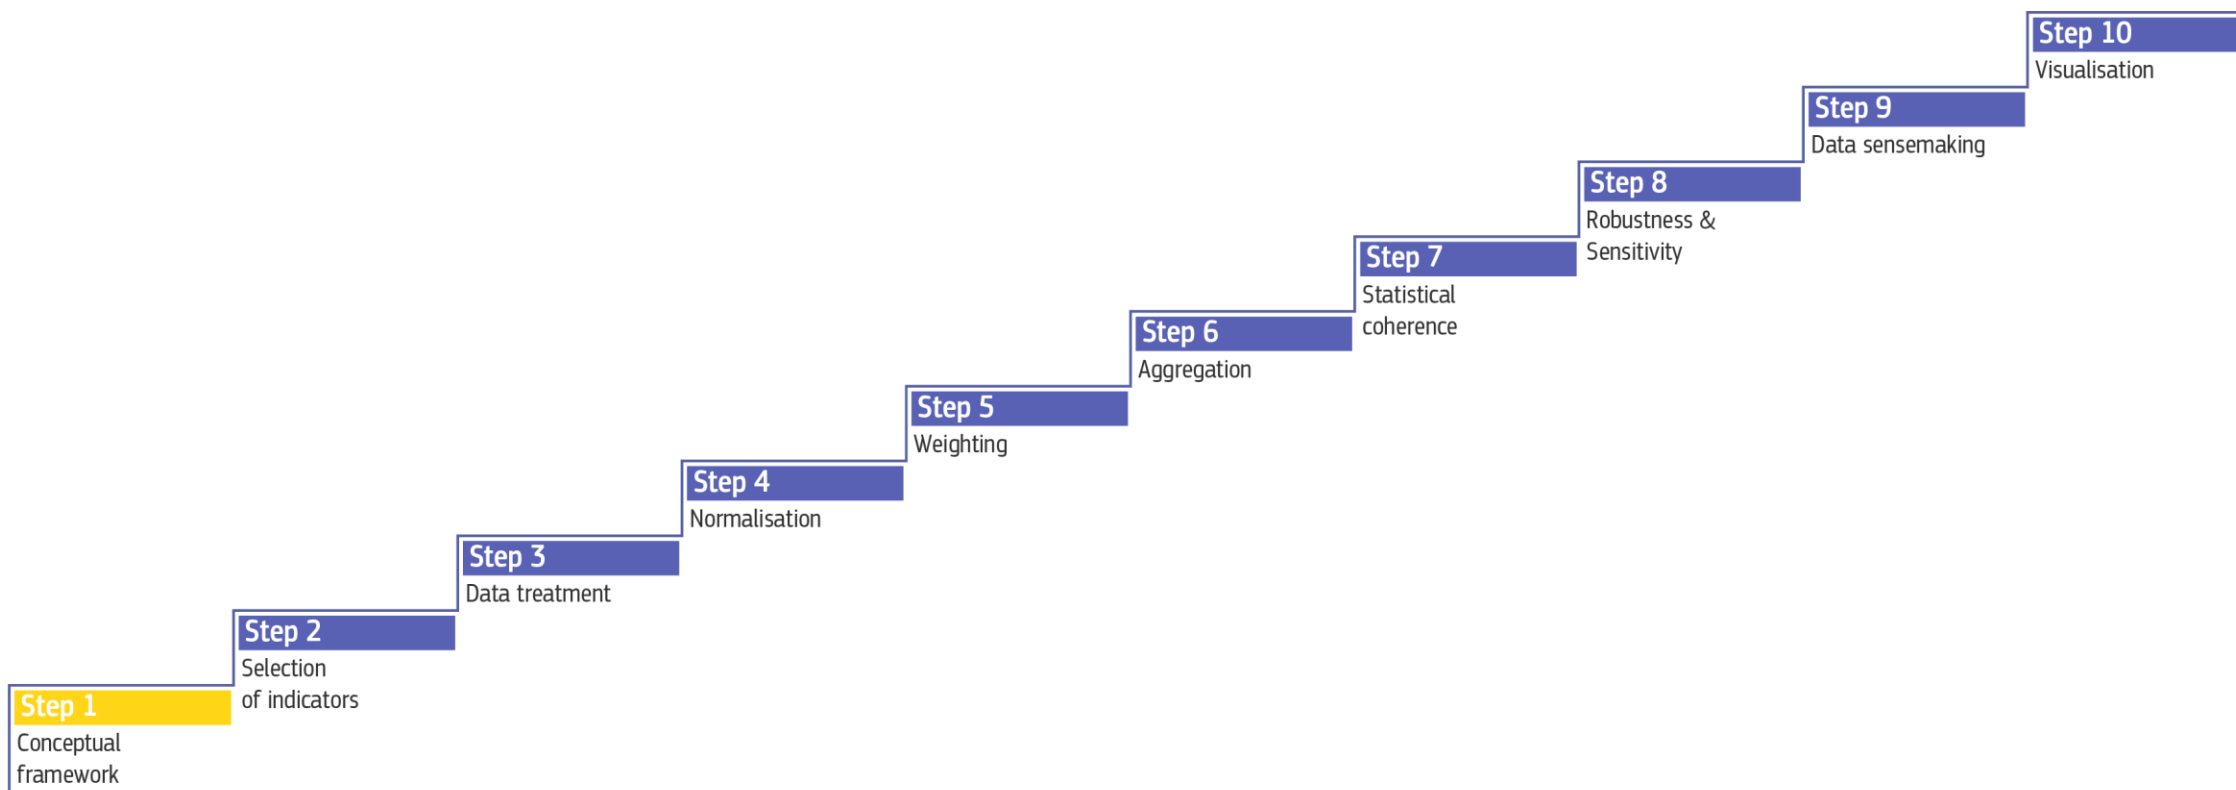 Step 1
Conceptual
framework
Step 2
Selection
of indicators
Step 3
Data treatment
Step 4
Normalisation
Step 5
Weighting
Step 6
Aggregation
Step 7
Statistical
coherence
Step 8
Robustness &
Sensitivity
Step 9
Data sensemaking
Step 10
Visualisation